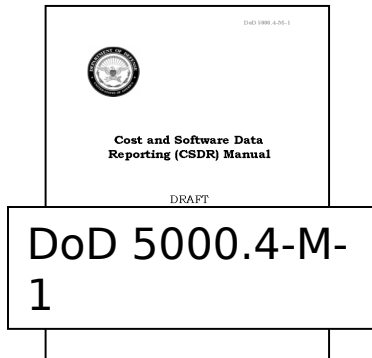 DoD 5000.4-M-1
Cost and Software Data
Reporting (CSDR) Manual
DRAFT
DoD 5000.4-M-
1